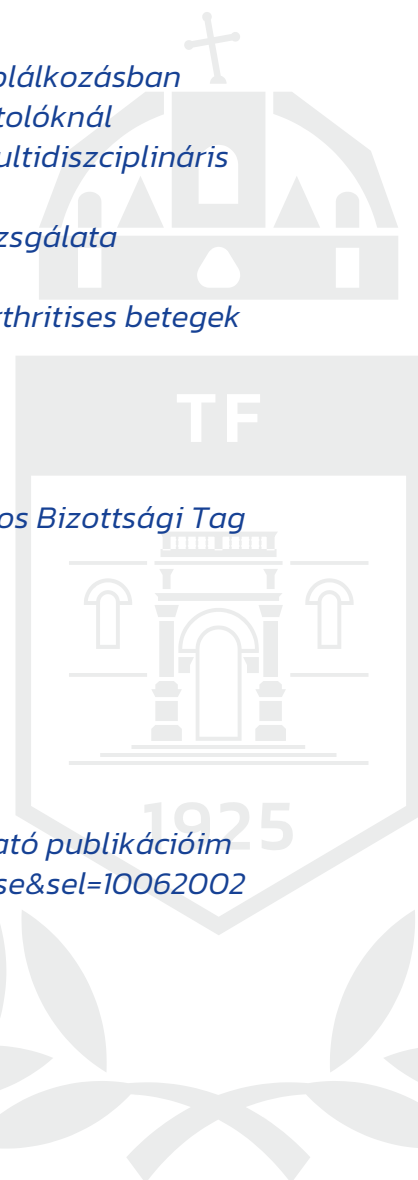 olálkozásban
tolóknál
ultidiszciplináris
zsgálata
rthritises betegek
TF
os Bizottsági Tag
1925
ató publikációim
se&sel=10062002